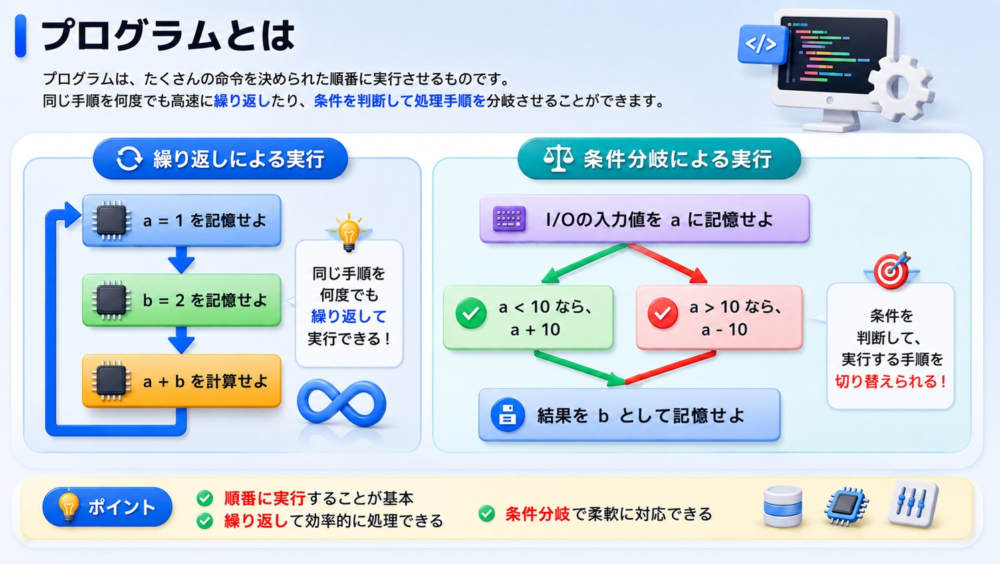 プログラムとは
</>
プログラムは、たくさんの命令を決められた順番に実行させるものです。
同じ手順を何度でも高速に繰り返したり、条件を判断して処理手順を分岐させることができます。
繰り返しによる実行
a = 1 を記憶せよ
b = 2 を記憶せよ
a + b を計算せよ
同じ手順を
何度でも
繰り返して
実行できる！
条件分岐による実行
I/Oの入力値を a に記憶せよ
a < 10 なら、
a + 10
a > 10 なら、
a - 10
結果を b として記憶せよ
条件を
判断して、
実行する手順を
切り替えられる！
ポイント
順番に実行することが基本
繰り返して効率的に処理できる
条件分岐で柔軟に対応できる